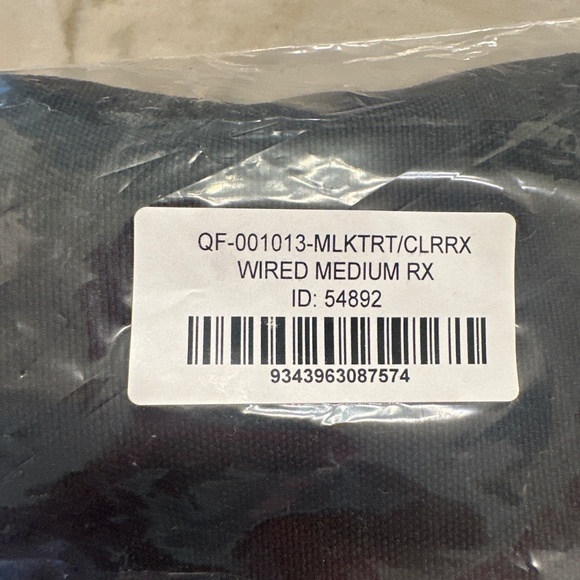 QF-001013-MLKTRT/CLRRX
WIRED MEDIUM RX
ID: 54892
9343963087574